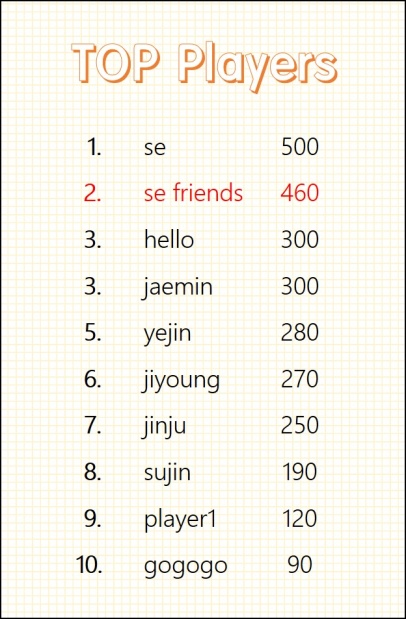 TOP Players
1. se 500
2. se friends 460
3. hello 300
3. jaemin 300
5. yejin 280
6. jiyoung 270
7. jinju 250
8. sujin 190
9. player1 120
10. gogogo 90